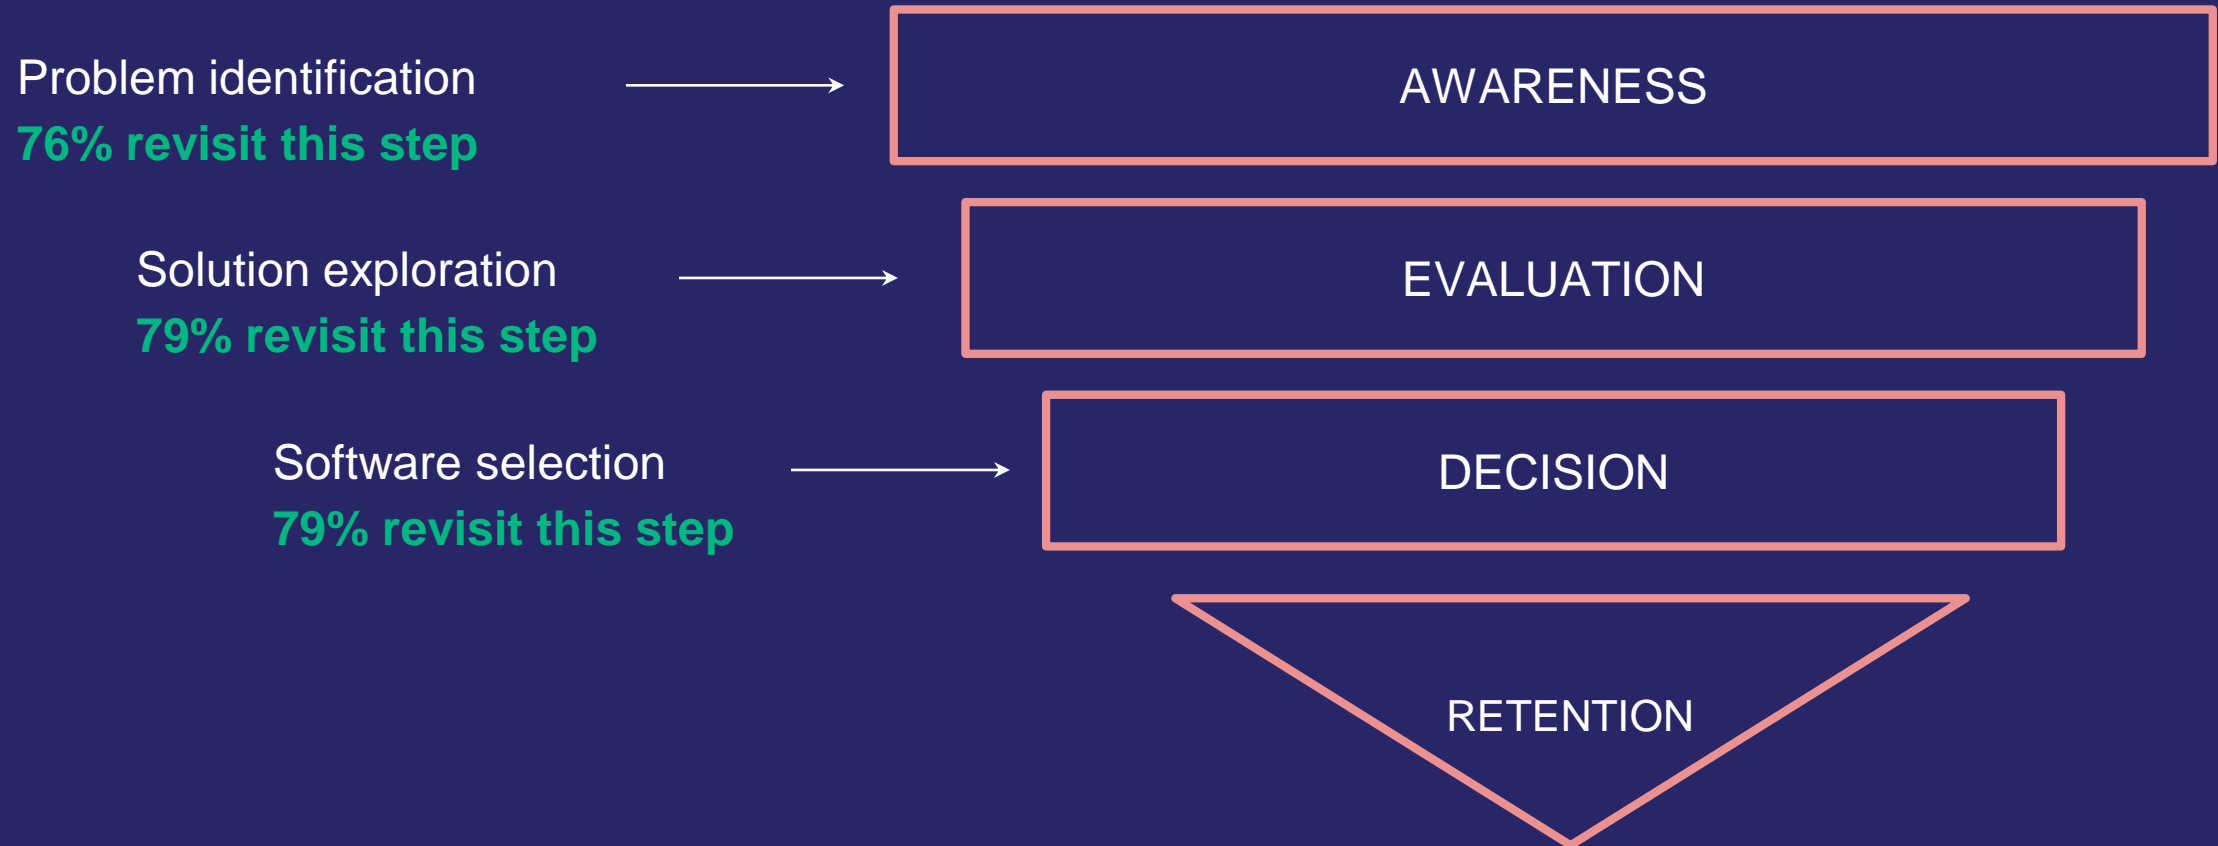 Problem identification
76% revisit this step
AWARENESS
Solution exploration
79% revisit this step
EVALUATION
Software selection
79% revisit this step
DECISION
RETENTION